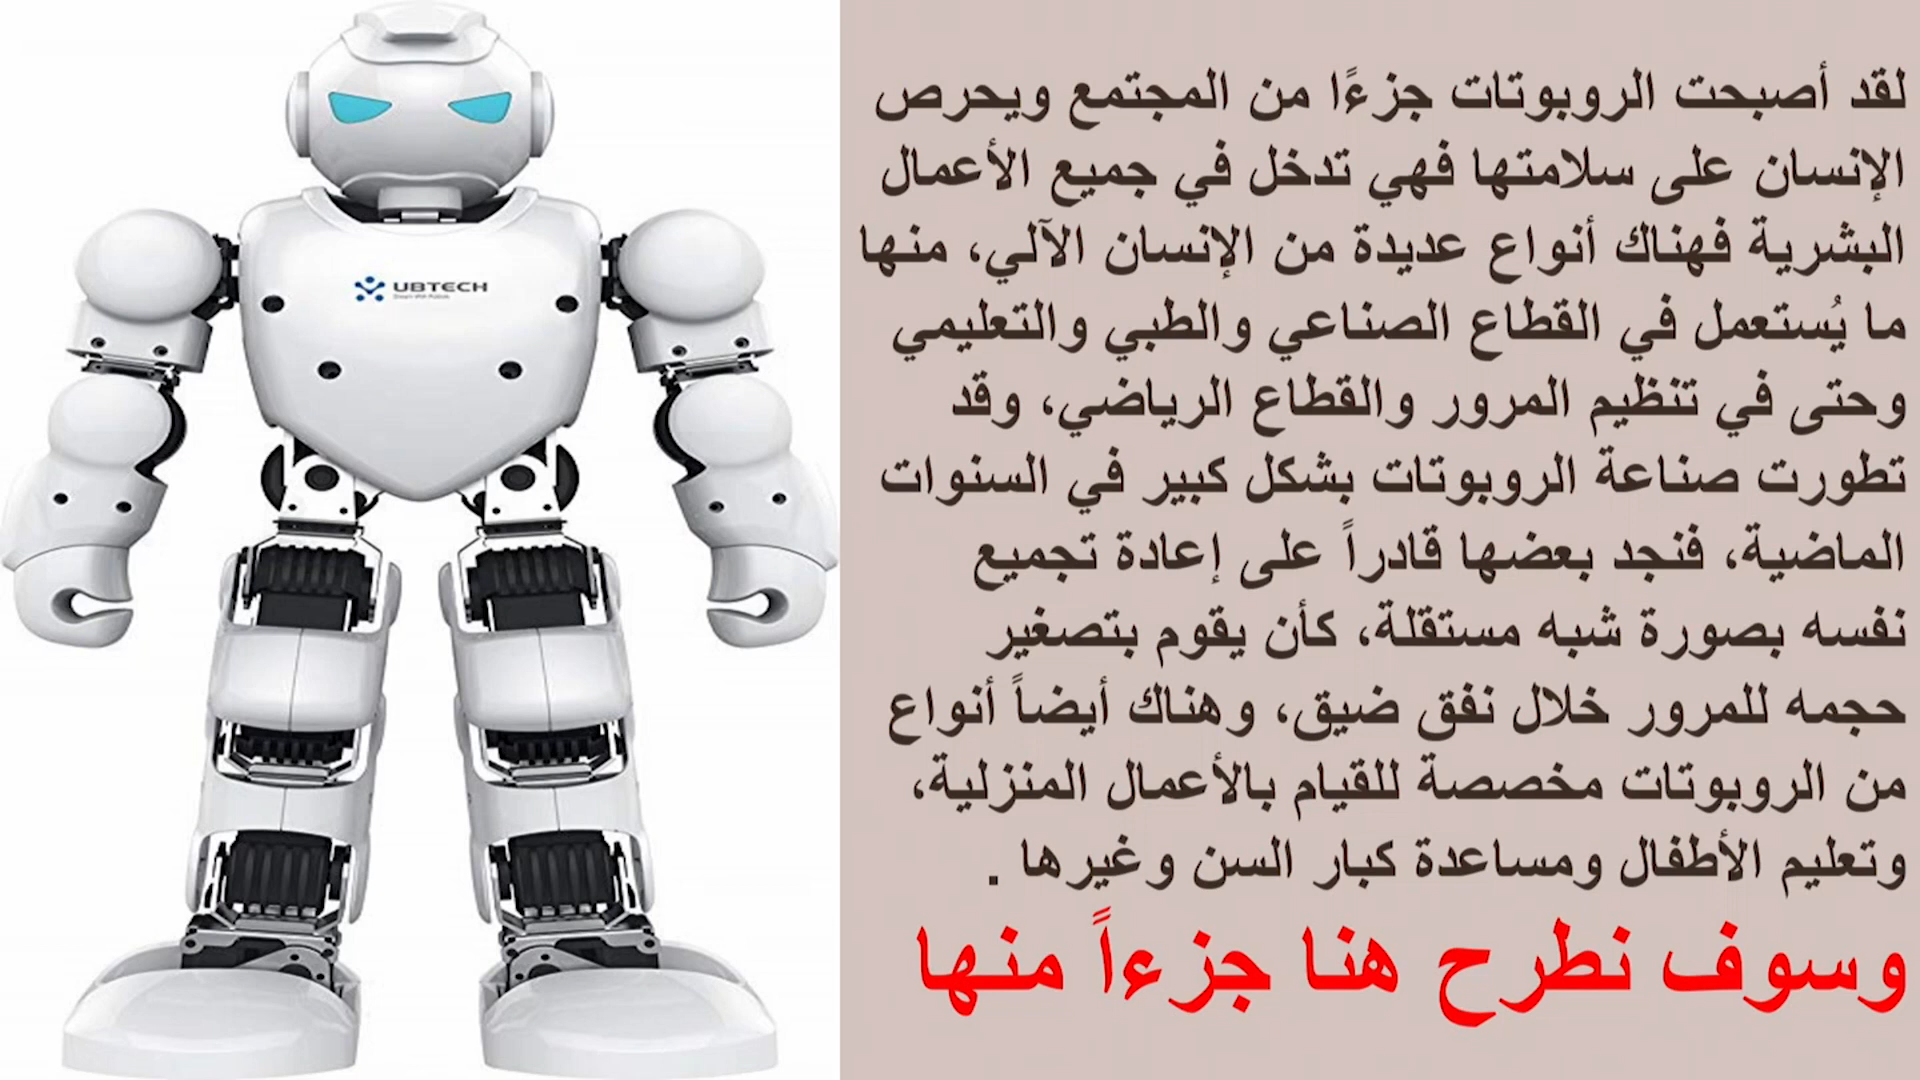 UBTECH
لقد أصبحت الروبوتات جزءًا من المجتمع ويحرص
الإنسان على سلامتها فهي تدخل في جميع الأعمال
البشرية فهناك أنواع عديدة من الإنسان الآلي، منها
ما يُستعمل في القطاع الصناعي والطبي والتعليمي
وحتى في تنظيم المرور والقطاع الرياضي، وقد
تطورت صناعة الروبوتات بشكل كبير في السنوات
الماضية، فنجد بعضها قادراً على إعادة تجميع
نفسه بصورة شبه مستقلة، كأن يقوم بتصغير
حجمه للمرور خلال نفق ضيق، وهناك أيضاً أنواع
من الروبوتات مخصصة للقيام بالأعمال المنزلية،
وتعليم الأطفال ومساعدة كبار السن وغيرها .
وسوف نطرح هنا جزءاً منها